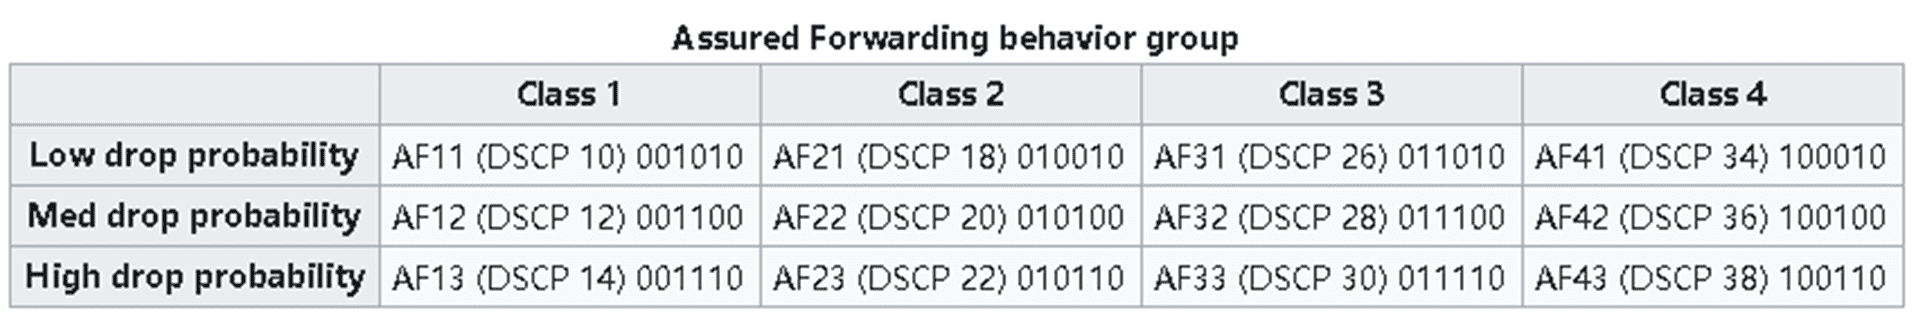 Assured Forwarding behavior group
Class 1 Class 2 Class 3 Class 4
Low drop probability AF11 (DSCP 10) 001010 AF21 (DSCP 18) 010010 AF31 (DSCP 26) 011010 AF41 (DSCP 34) 100010
Med drop probability AF12 (DSCP 12) 001100 AF22 (DSCP 20) 010100 AF32 (DSCP 28) 011100 AF42 (DSCP 36) 100100
High drop probability AF13 (DSCP 14) 001110 AF23 (DSCP 22) 010110 AF33 (DSCP 30) 011110 AF43 (DSCP 38) 100110